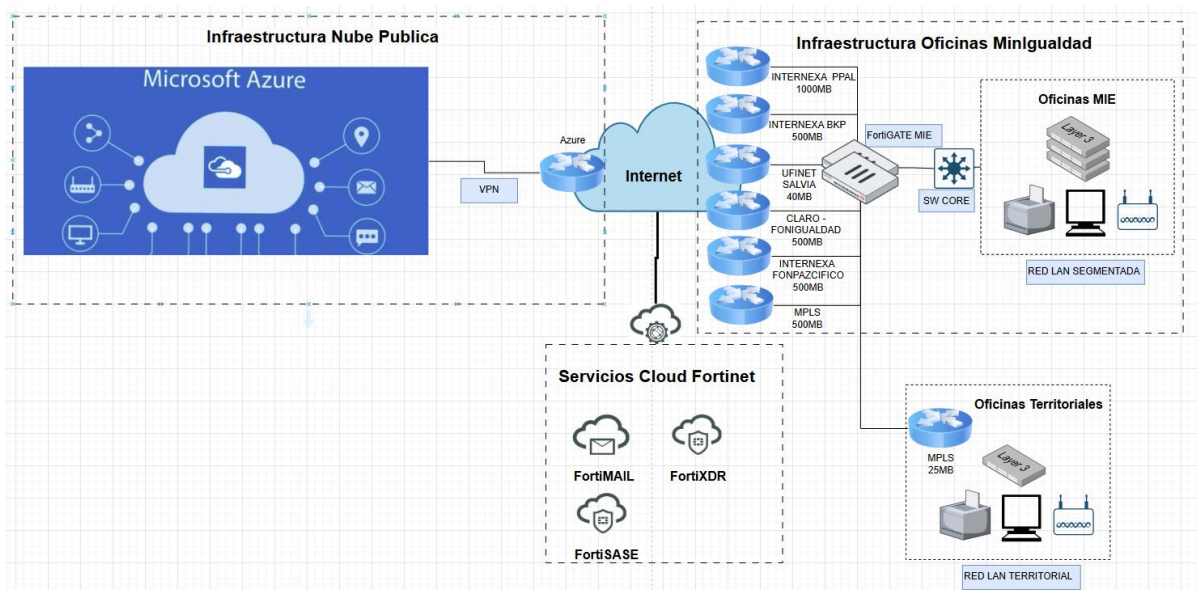 Infraestructura Nube Publica
Microsoft Azure
VPN
Azure
Internet
Infraestructura Oficinas MinIgualdad
INTERNEXA PPAL
1000MB
INTERNEXA BKP
500MB
UFINET
SALVIA
40MB
CLARO -
FONIGUALDAD
500MB
INTERNEXA
FONPAZCIFICO
500MB
MPLS
500MB
FortiGATE MIE
SW CORE
Oficinas MIE
Layer 3
RED LAN SEGMENTADA
Servicios Cloud Fortinet
FortiMAIL
FortiXDR
FortiSASE
Oficinas Territoriales
MPLS
25MB
Layer 3
RED LAN TERRITORIAL